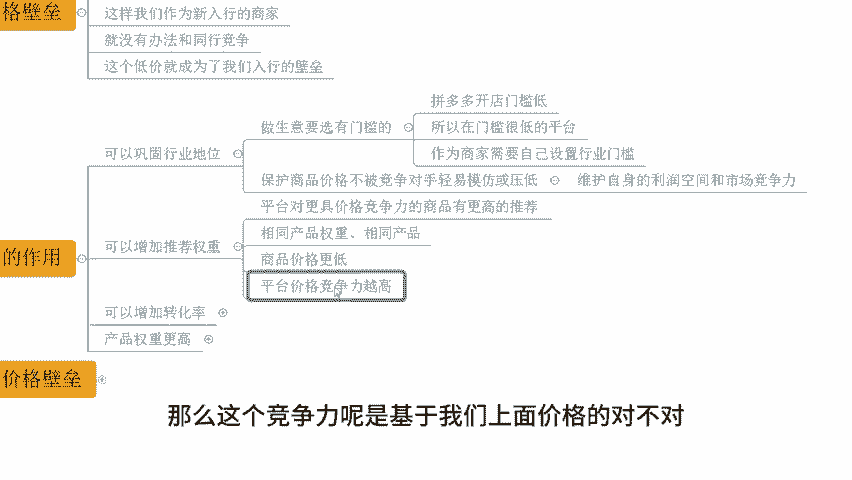 格壁垒
这样我们作为新入行的商家
就没有办法和同行竞争
这个低价就成为了我们入行的壁垒
的作用
可以巩固行业地位
做生意要选有门槛的
拼多多开店门槛低
所以在门槛很低的平台
作为商家需要自己设置行业门槛
保护商品价格不被竞争对手轻易模仿或压低
维护自身的利润空间和市场竞争力
可以增加推荐权重
平台对更具价格竞争力的商品有更高的推荐
相同产品权重、相同产品
商品价格更低
平台价格竞争力越高
可以增加转化率
产品权重更高
价格壁垒
那么这个竞争力呢是基于我们上面价格的对不对